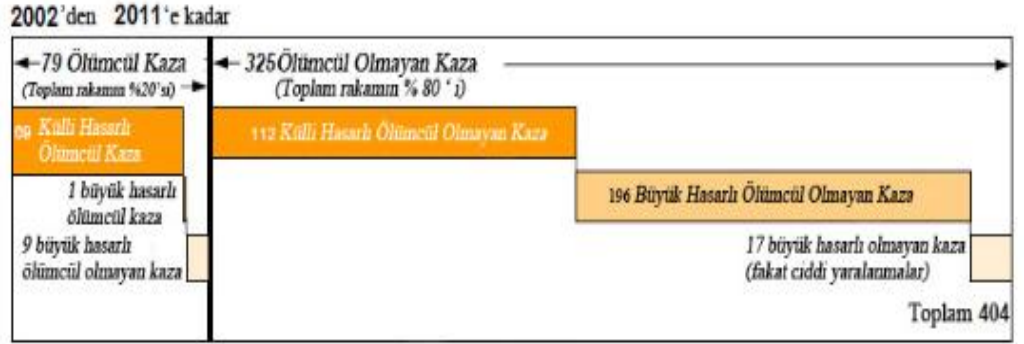 2002'den 2011'e kadar
79 Ölümcül Kaza
(Toplam rakamın %20'si)
325 Ölümcül Olmayan Kaza
(Toplam rakamın % 80 ' i)
Külli Hasarlı
Ölümcül Kaza
112 Külli Hasarlı Ölümcül Olmayan Kaza
1 büyük hasarlı
ölümcül kaza
196 Büyük Hasarlı Ölümcül Olmayan Kaza
9 büyük hasarlı
ölümcül olmayan kaza
17 büyük hasarlı olmayan kaza
(fakat ciddi yaralanmalar)
Toplam 404